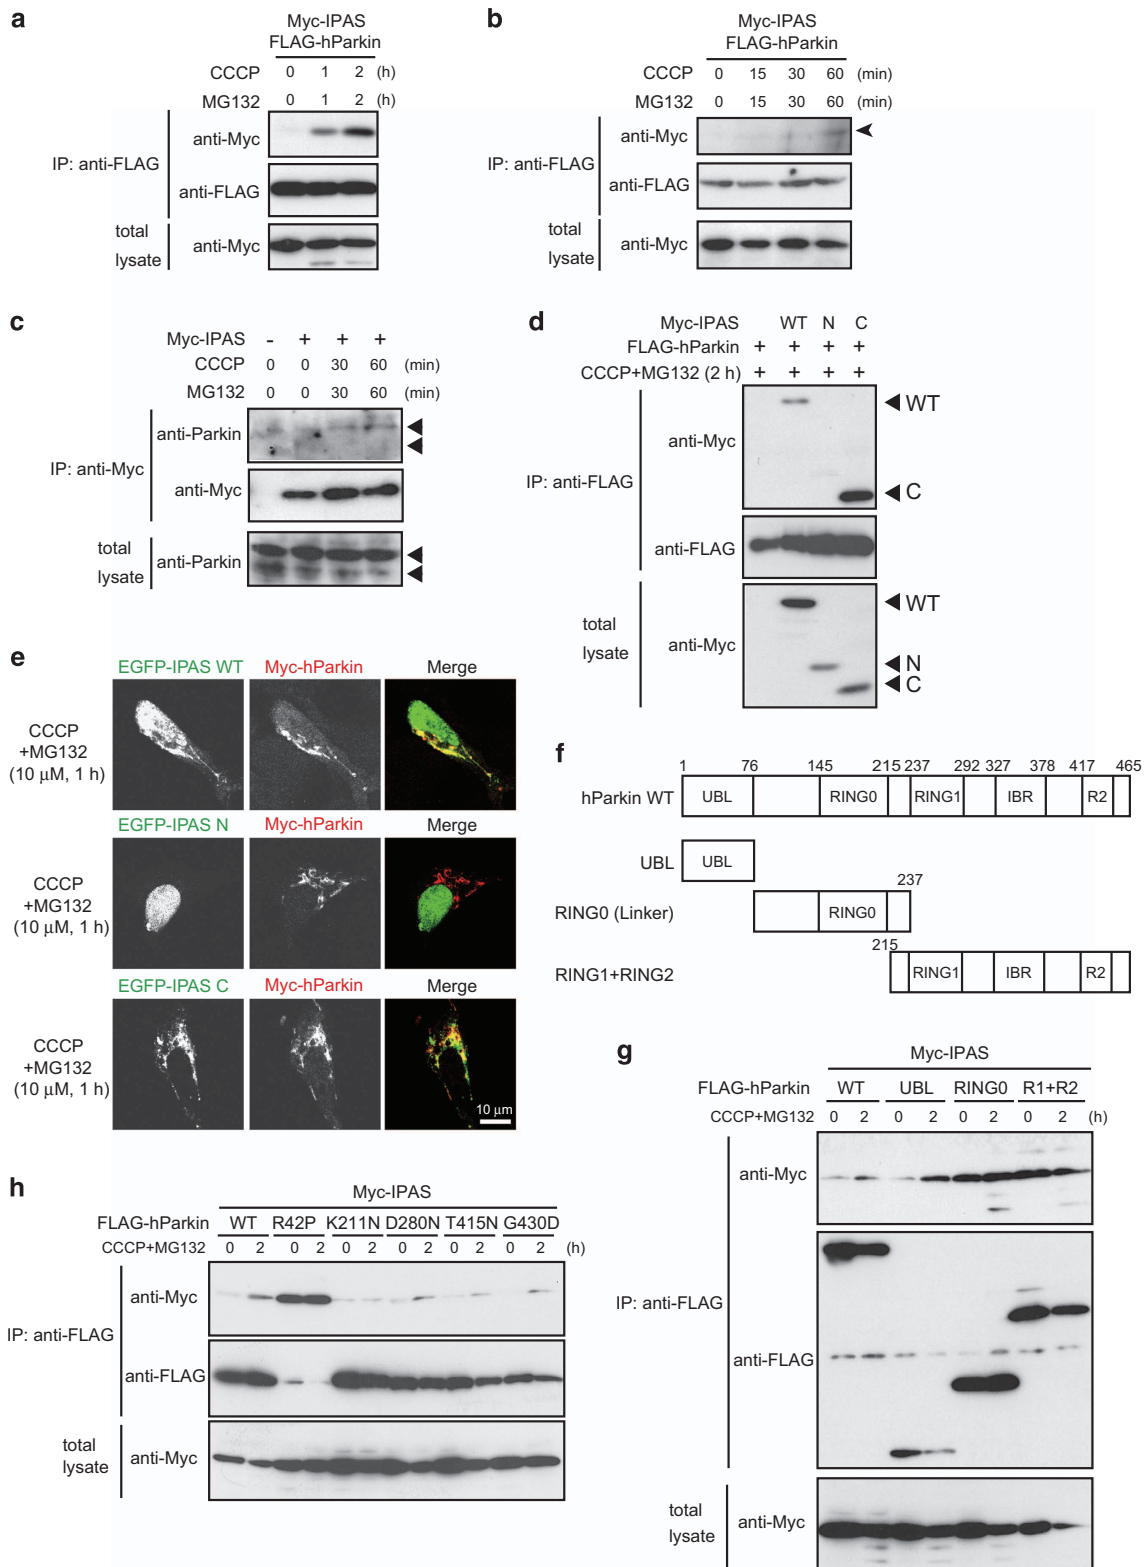 a
Myc-IPAS
FLAG-hParkin
CCCP 0 1 2 (h)
MG132 0 1 2 (h)
IP: anti-FLAG
anti-Myc
anti-FLAG
total
lysate
anti-Myc
b
Myc-IPAS
FLAG-hParkin
CCCP 0 15 30 60 (min)
MG132 0 15 30 60 (min)
IP: anti-FLAG
anti-Myc
anti-FLAG
total
lysate
anti-Myc
c
Myc-IPAS - + + +
CCCP 0 0 30 60 (min)
MG132 0 0 30 60 (min)
IP: anti-Myc
anti-Parkin
anti-Myc
total
lysate
anti-Parkin
d
Myc-IPAS WT N C
FLAG-hParkin + + + +
CCCP+MG132 (2 h) + + + +
IP: anti-FLAG
anti-Myc
WT
C
anti-FLAG
total
lysate
anti-Myc
WT
N
C
e
EGFP-IPAS WT Myc-hParkin Merge
CCCP
+MG132
(10 µM, 1 h)
EGFP-IPAS N Myc-hParkin Merge
CCCP
+MG132
(10 µM, 1 h)
EGFP-IPAS C Myc-hParkin Merge
CCCP
+MG132
(10 µM, 1 h)
10 µm
f
1 76 145 215 237 292 327 378 417 465
hParkin WT UBL RING0 RING1 IBR R2
UBL UBL
237
RING0 (Linker) RING0
215
RING1+RING2 RING1 IBR R2
g
Myc-IPAS
FLAG-hParkin WT UBL RING0 R1+R2
CCCP+MG132 0 2 0 2 0 2 0 2 (h)
IP: anti-FLAG
anti-Myc
anti-FLAG
total
lysate
anti-Myc
h
Myc-IPAS
FLAG-hParkin WT R42P K211N D280N T415N G430D
CCCP+MG132 0 2 0 2 0 2 0 2 0 2 0 2 (h)
IP: anti-FLAG
anti-Myc
anti-FLAG
total
lysate
anti-Myc